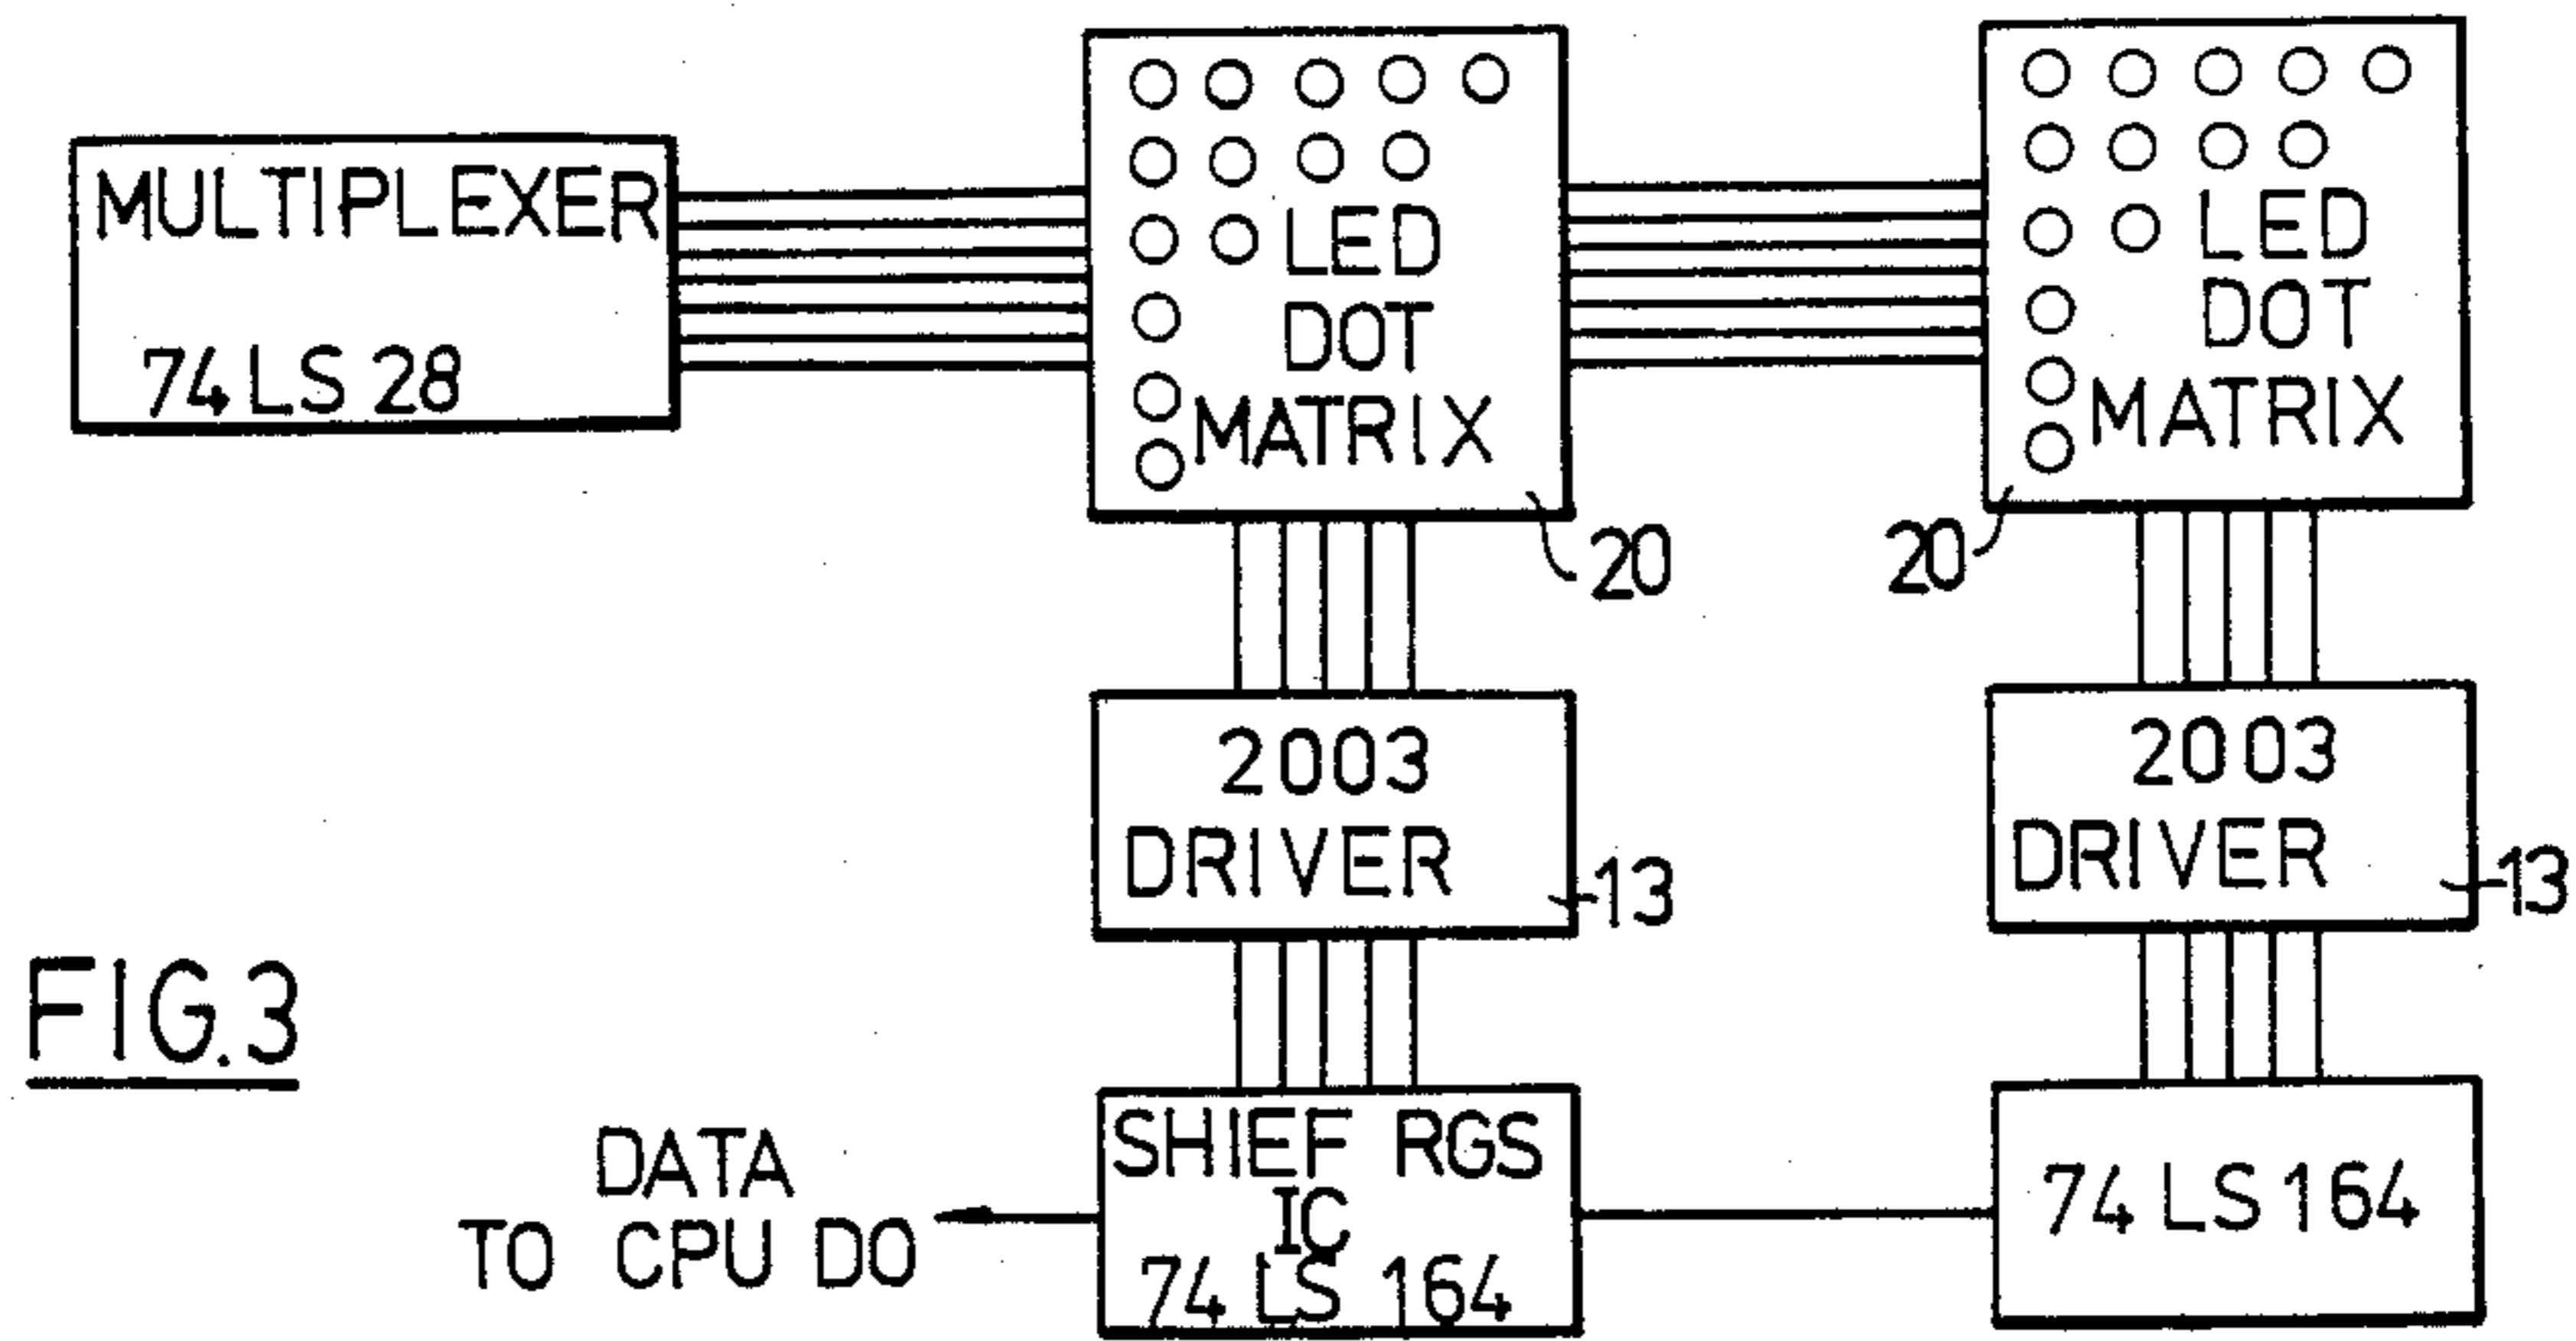 MULTIPLEXER
74 LS 28
LED
DOT
MATRIX
20
LED
DOT
MATRIX
20
2003
DRIVER
13
2003
DRIVER
13
FIG.3
DATA
TO CPU DO
SHIEF RGS
IC
74 LS 164
74 LS 164